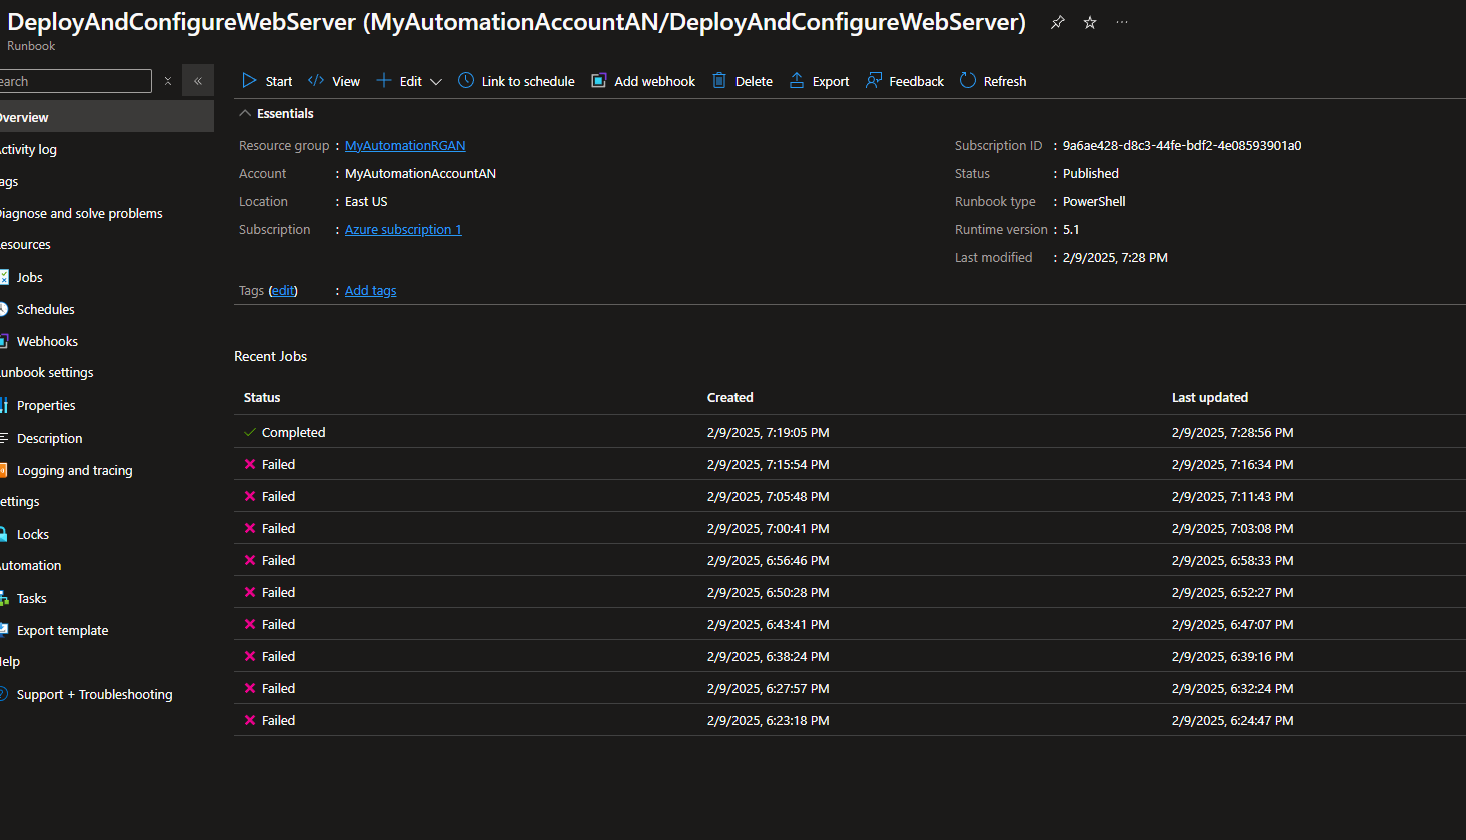 DeployAndConfigureWebServer (MyAutomationAccountAN/DeployAndConfigureWebServer)
Runbook
earch
Start View Edit Link to schedule Add webhook Delete Export Feedback Refresh
Overview
ctivity log
ags
iagnose and solve problems
esources
Jobs
Schedules
Webhooks
unbook settings
Properties
Description
Logging and tracing
ettings
Locks
utomation
Tasks
Export template
elp
Support + Troubleshooting
Essentials
Resource group : MyAutomationRGAN
Account : MyAutomationAccountAN
Location : East US
Subscription : Azure subscription 1
Subscription ID : 9a6ae428-d8c3-44fe-bdf2-4e08593901a0
Status : Published
Runbook type : PowerShell
Runtime version : 5.1
Last modified : 2/9/2025, 7:28 PM
Tags (edit) : Add tags
Recent Jobs
Status Created Last updated
Completed 2/9/2025, 7:19:05 PM 2/9/2025, 7:28:56 PM
Failed 2/9/2025, 7:15:54 PM 2/9/2025, 7:16:34 PM
Failed 2/9/2025, 7:05:48 PM 2/9/2025, 7:11:43 PM
Failed 2/9/2025, 7:00:41 PM 2/9/2025, 7:03:08 PM
Failed 2/9/2025, 6:56:46 PM 2/9/2025, 6:58:33 PM
Failed 2/9/2025, 6:50:28 PM 2/9/2025, 6:52:27 PM
Failed 2/9/2025, 6:43:41 PM 2/9/2025, 6:47:07 PM
Failed 2/9/2025, 6:38:24 PM 2/9/2025, 6:39:16 PM
Failed 2/9/2025, 6:27:57 PM 2/9/2025, 6:32:24 PM
Failed 2/9/2025, 6:23:18 PM 2/9/2025, 6:24:47 PM